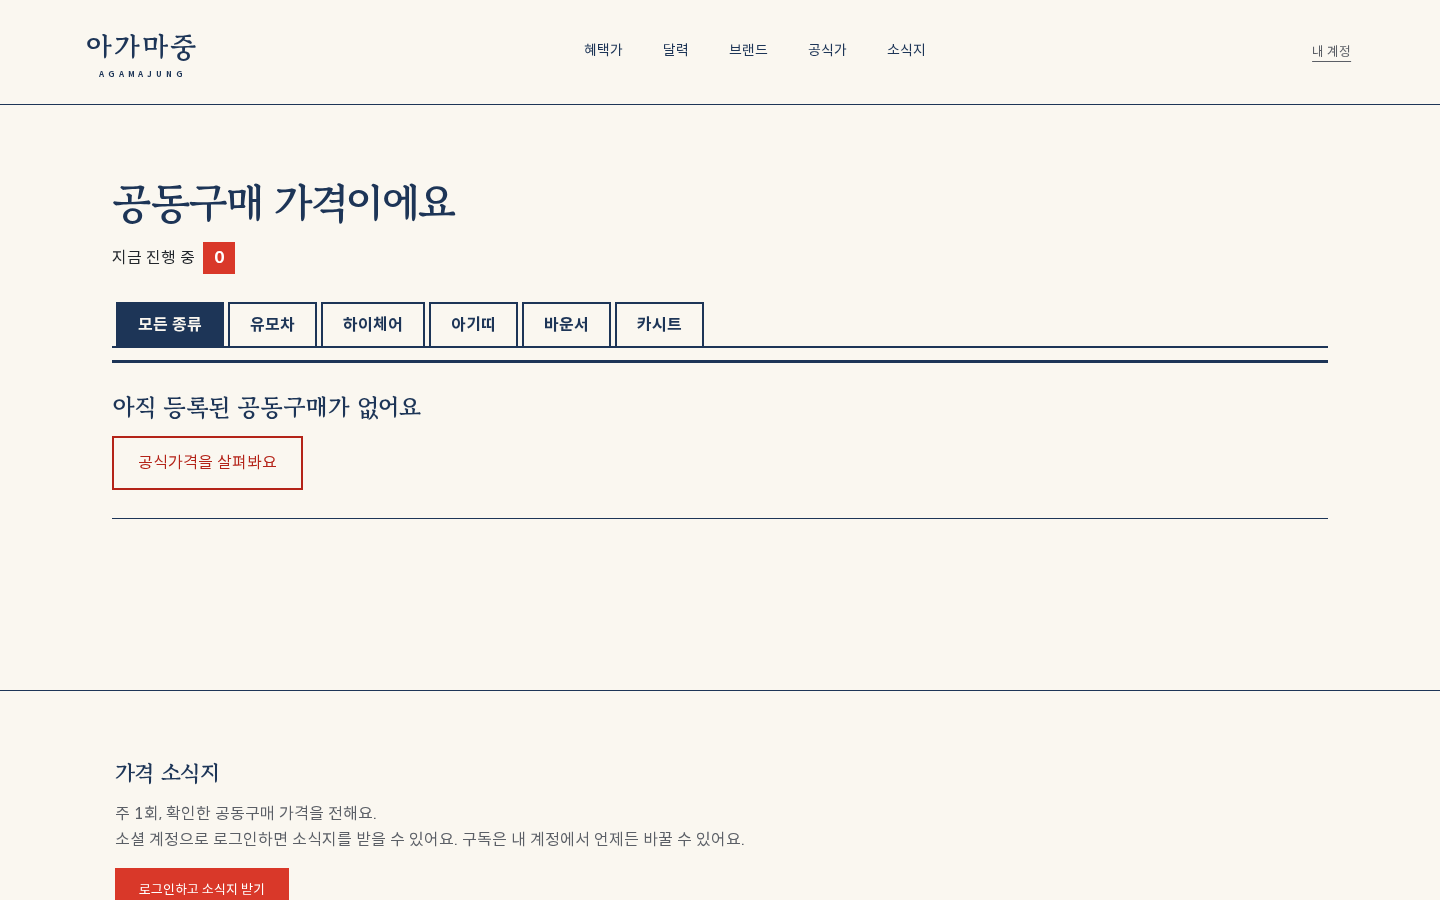 아가마중
AGAMAJUNG
혜택가 달력 브랜드 공식가 소식지
내 계정
공동구매 가격이에요
지금 진행 중 0
모든 종류 유모차 하이체어 아기띠 바운서 카시트
아직 등록된 공동구매가 없어요
공식가격을 살펴봐요
가격 소식지
주 1회, 확인한 공동구매 가격을 전해요.
소셜 계정으로 로그인하면 소식지를 받을 수 있어요. 구독은 내 계정에서 언제든 바꿀 수 있어요.
로그인하고 소식지 받기